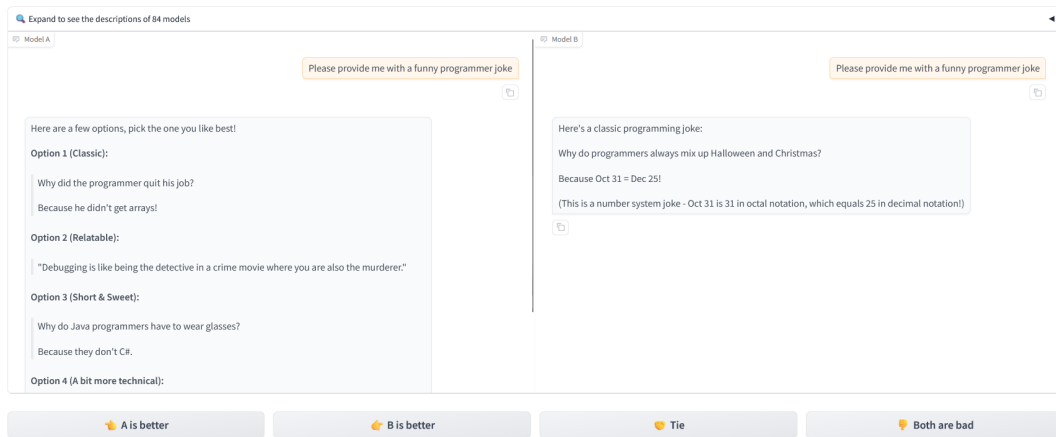 Expand to see the descriptions of 84 models
Model A
Please provide me with a funny programmer joke
Here are a few options, pick the one you like best!
Option 1 (Classic):
Why did the programmer quit his job?
Because he didn't get arrays!
Option 2 (Relatable):
"Debugging is like being the detective in a crime movie where you are also the murderer."
Option 3 (Short & Sweet):
Why do Java programmers have to wear glasses?
Because they don't C#.
Option 4 (A bit more technical):
Model B
Please provide me with a funny programmer joke
Here's a classic programming joke:
Why do programmers always mix up Halloween and Christmas?
Because Oct 31 = Dec 25!
(This is a number system joke - Oct 31 is 31 in octal notation, which equals 25 in decimal notation!)
A is better
B is better
Tie
Both are bad